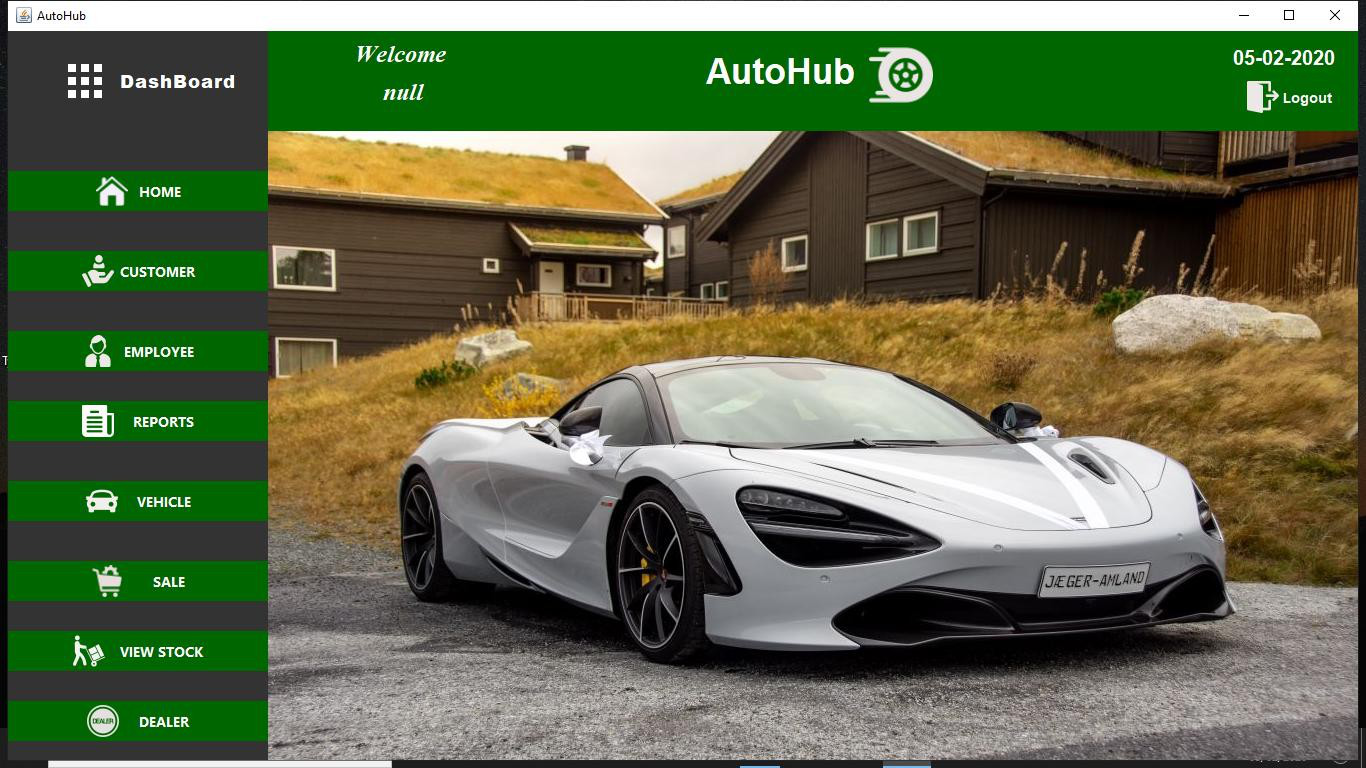 AutoHub
DashBoard
Welcome
null
AutoHub
05-02-2020
Logout
HOME
CUSTOMER
EMPLOYEE
REPORTS
VEHICLE
SALE
VIEW STOCK
DEALER
DEALER
JÆGER-AMLAND